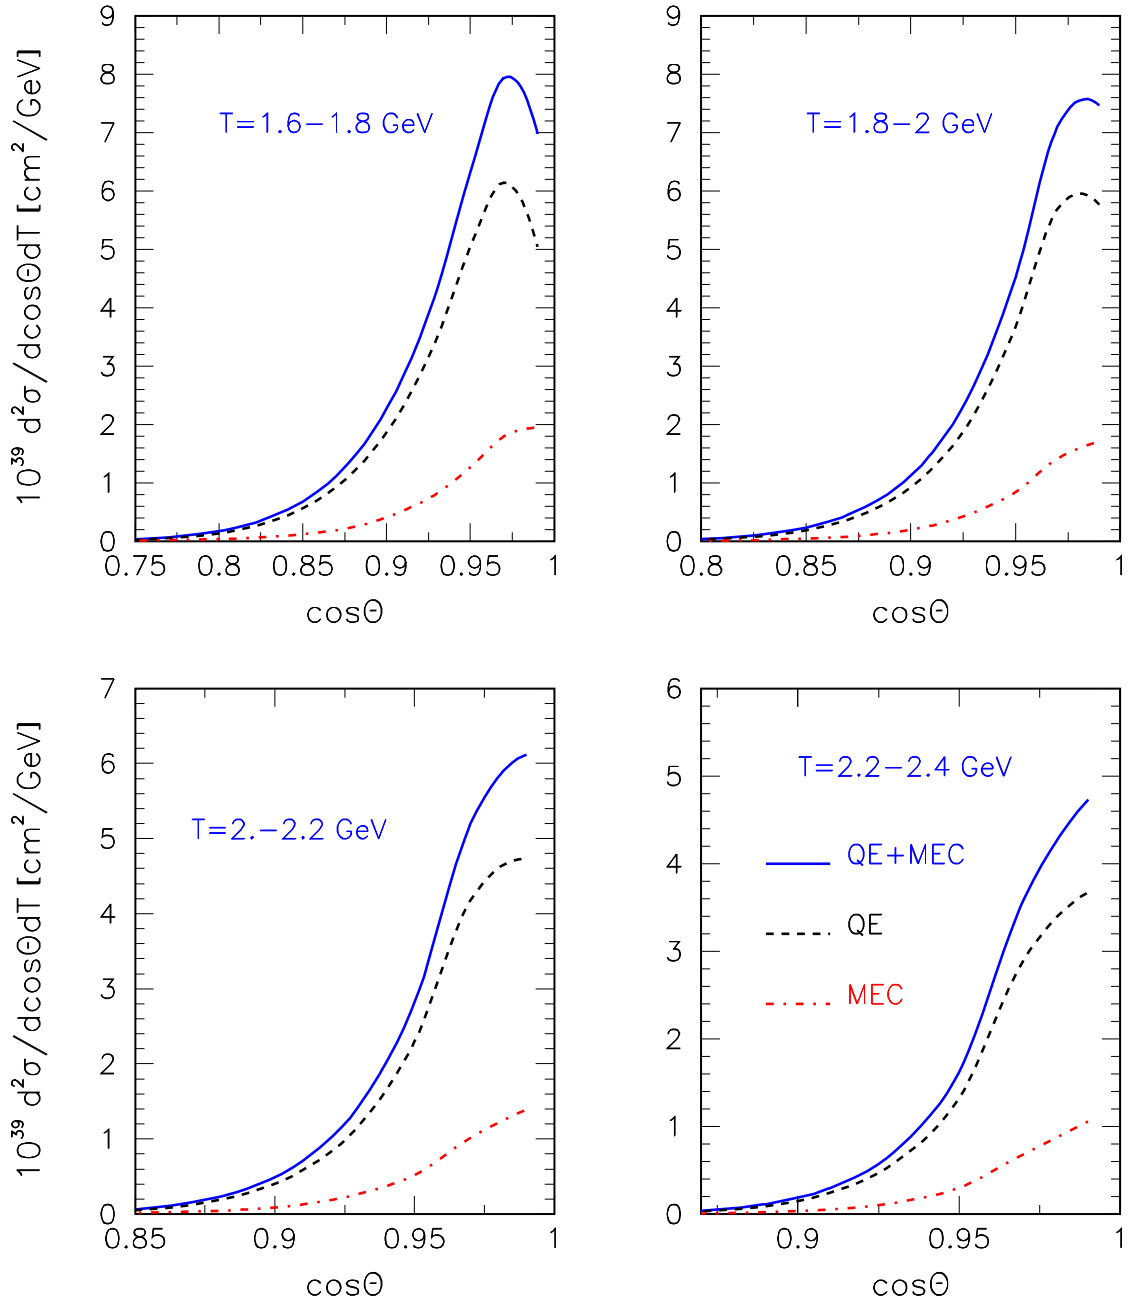 10³⁹ d²σ/dcosΘdT [cm²/GeV]
9
8
7
6
5
4
3
2
1
0
T=1.6−1.8 GeV
0.75 0.8 0.85 0.9 0.95 1
cosΘ
9
8
7
6
5
4
3
2
1
0
T=1.8−2 GeV
0.8 0.85 0.9 0.95 1
cosΘ
10³⁹ d²σ/dcosΘdT [cm²/GeV]
7
6
5
4
3
2
1
0
T=2.−2.2 GeV
0.85 0.9 0.95 1
cosΘ
6
5
4
3
2
1
0
T=2.2−2.4 GeV
QE+MEC
QE
MEC
0.9 0.95 1
cosΘ